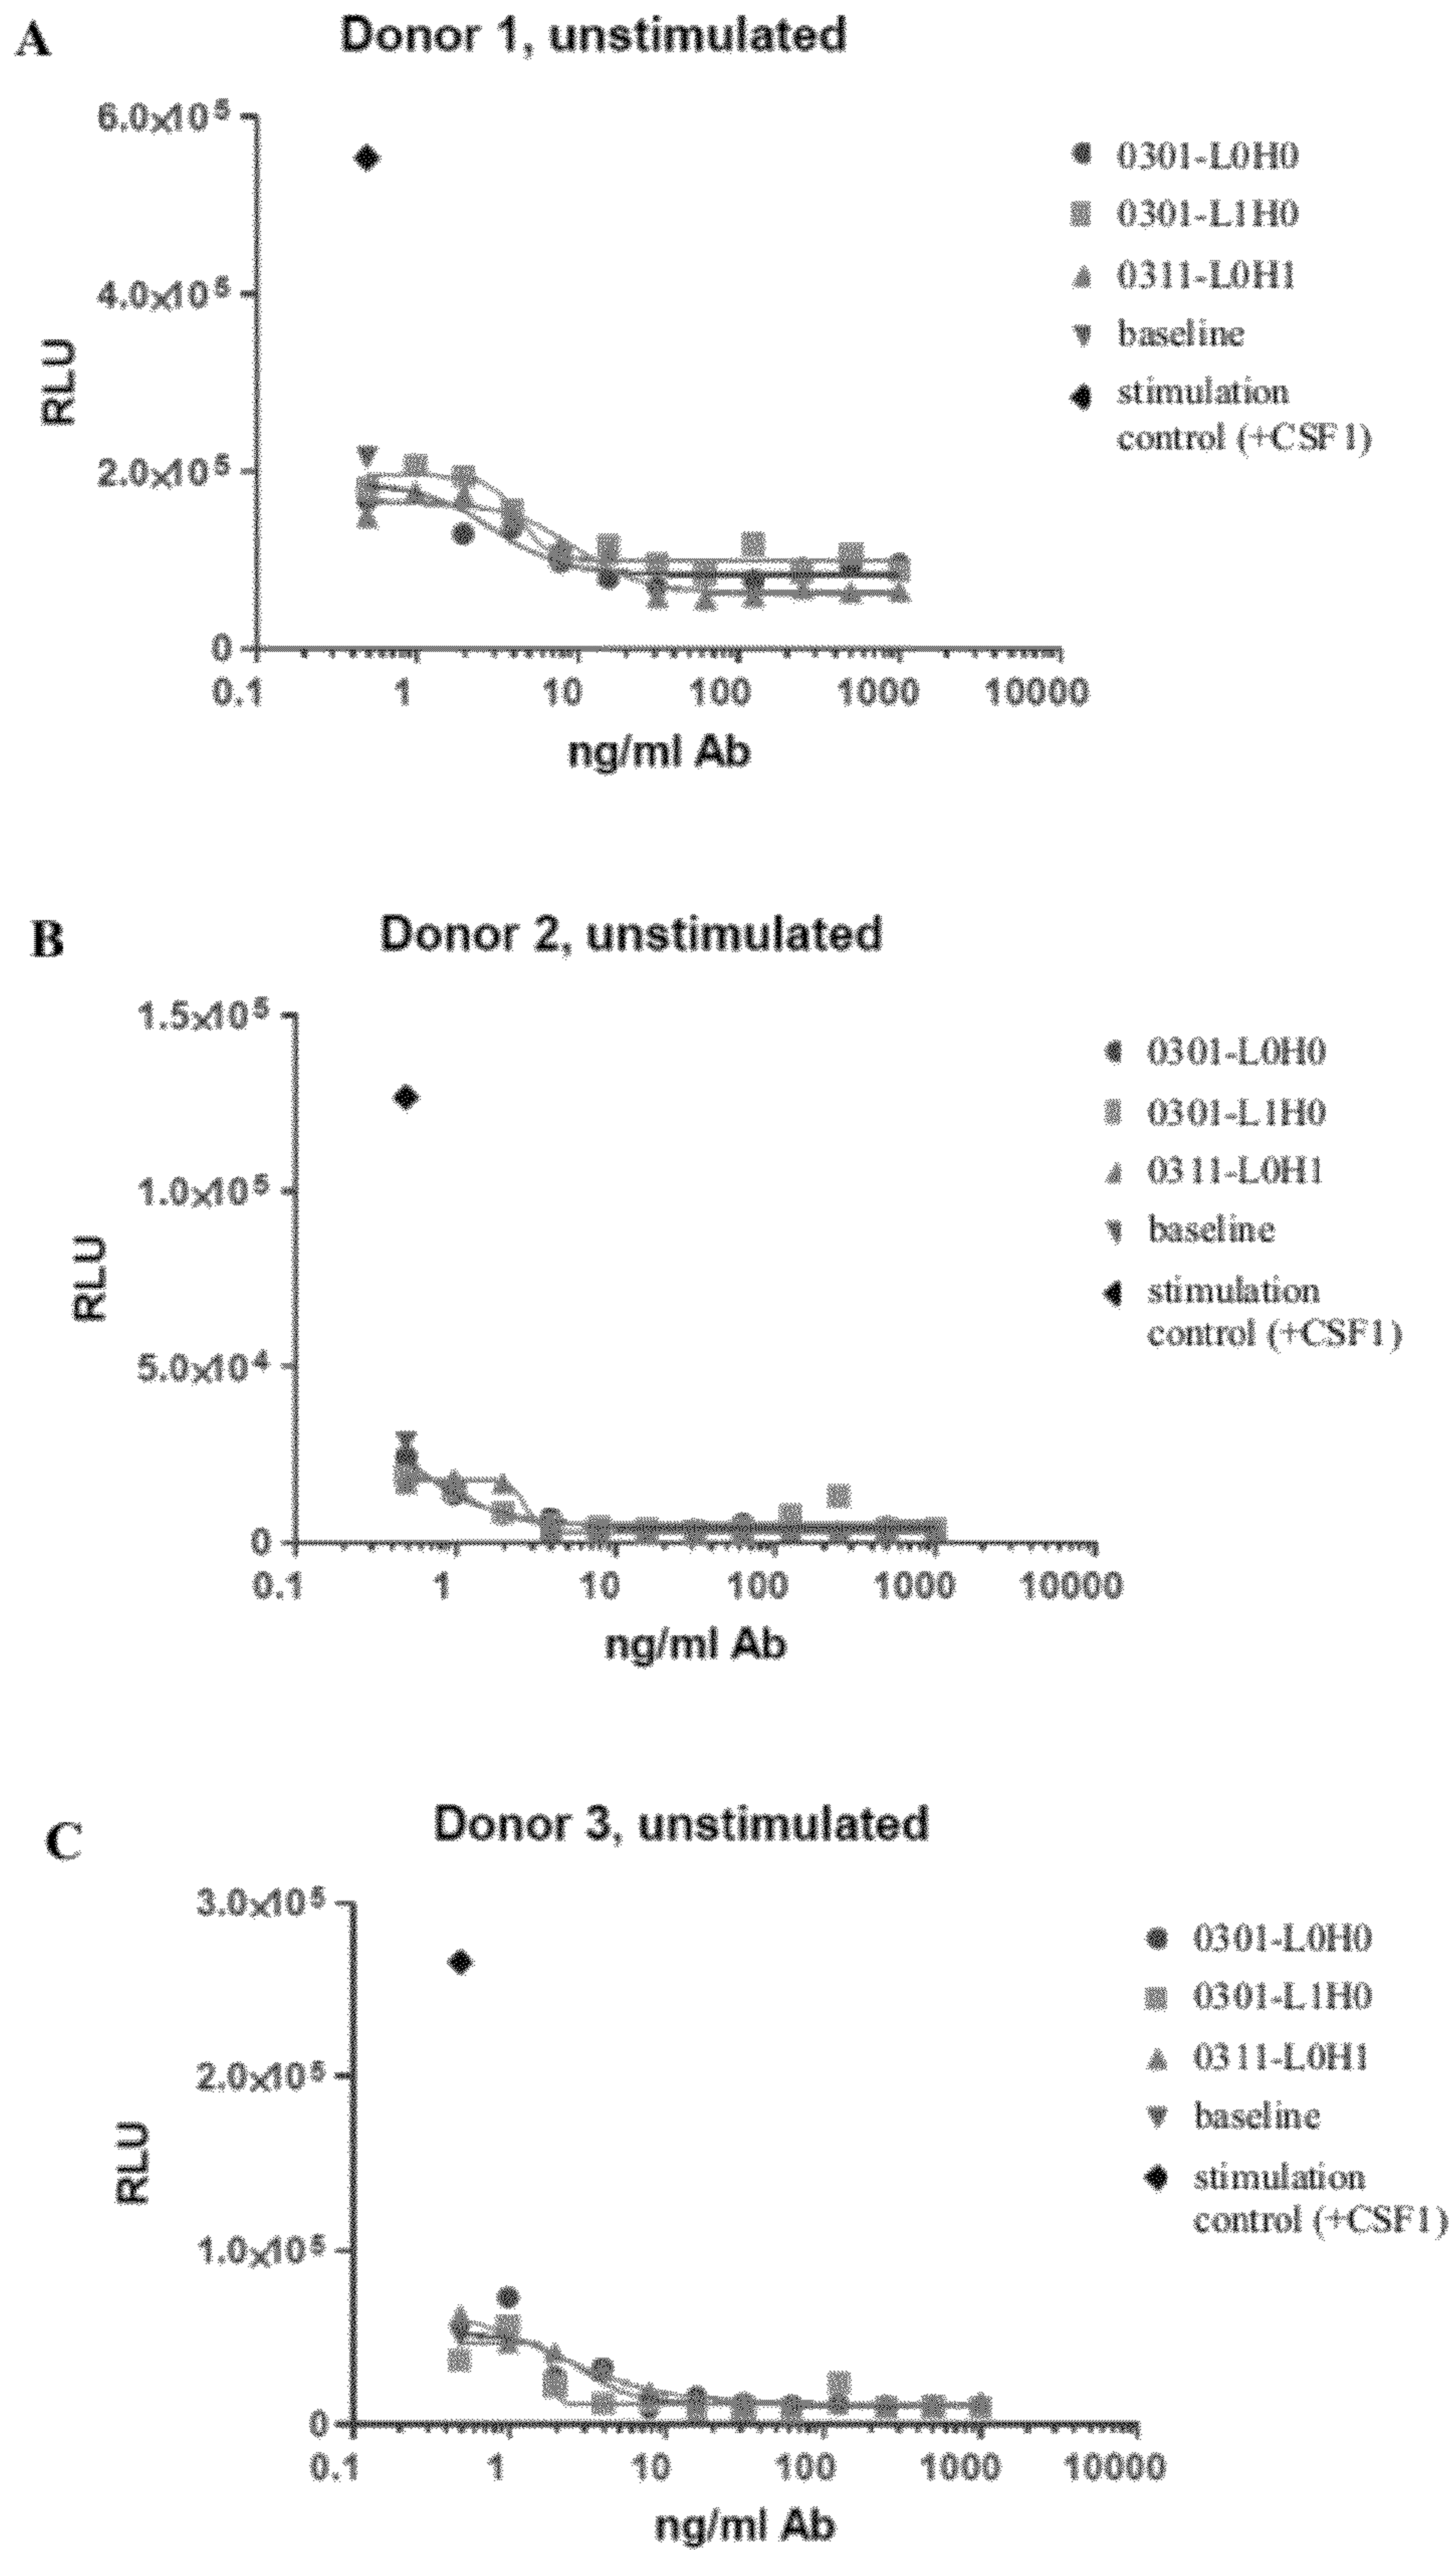 A
Donor 1, unstimulated
6.0x10⁵
4.0x10⁵
2.0x10⁵
0
RLU
0.1 1 10 100 1000 10000
ng/ml Ab
0301-L0H0
0301-L1H0
0311-L0H1
baseline
stimulation
control (+CSF1)
B
Donor 2, unstimulated
1.5x10⁵
1.0x10⁵
5.0x10⁴
0
RLU
0.1 1 10 100 1000 10000
ng/ml Ab
0301-L0H0
0301-L1H0
0311-L0H1
baseline
stimulation
control (+CSF1)
C
Donor 3, unstimulated
3.0x10⁵
2.0x10⁵
1.0x10⁵
0
RLU
0.1 1 10 100 1000 10000
ng/ml Ab
0301-L0H0
0301-L1H0
0311-L0H1
baseline
stimulation
control (+CSF1)